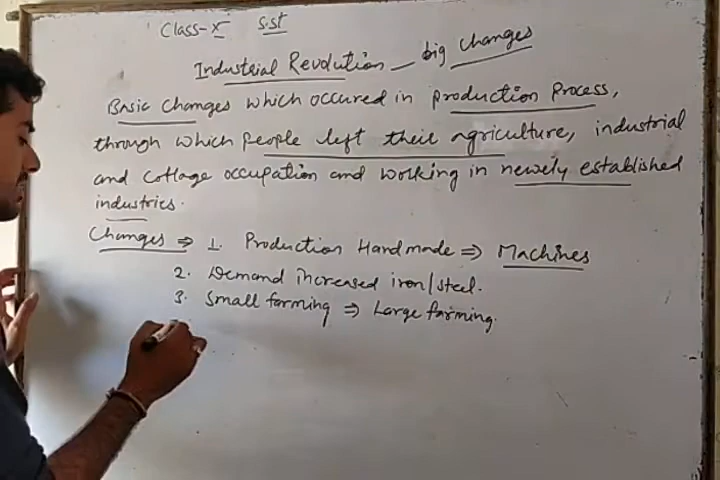 Class-X S.st
Industrial Revolution - big changes
Basic Changes which occured in production process,
through which people left their agriculture, industrial
and Cottage occupation and working in newely established
industries.
Changes ⇒ 1. Production Handmade ⇒ Machines
2. Demand increased iron/steel.
3. Small farming ⇒ Large farming.